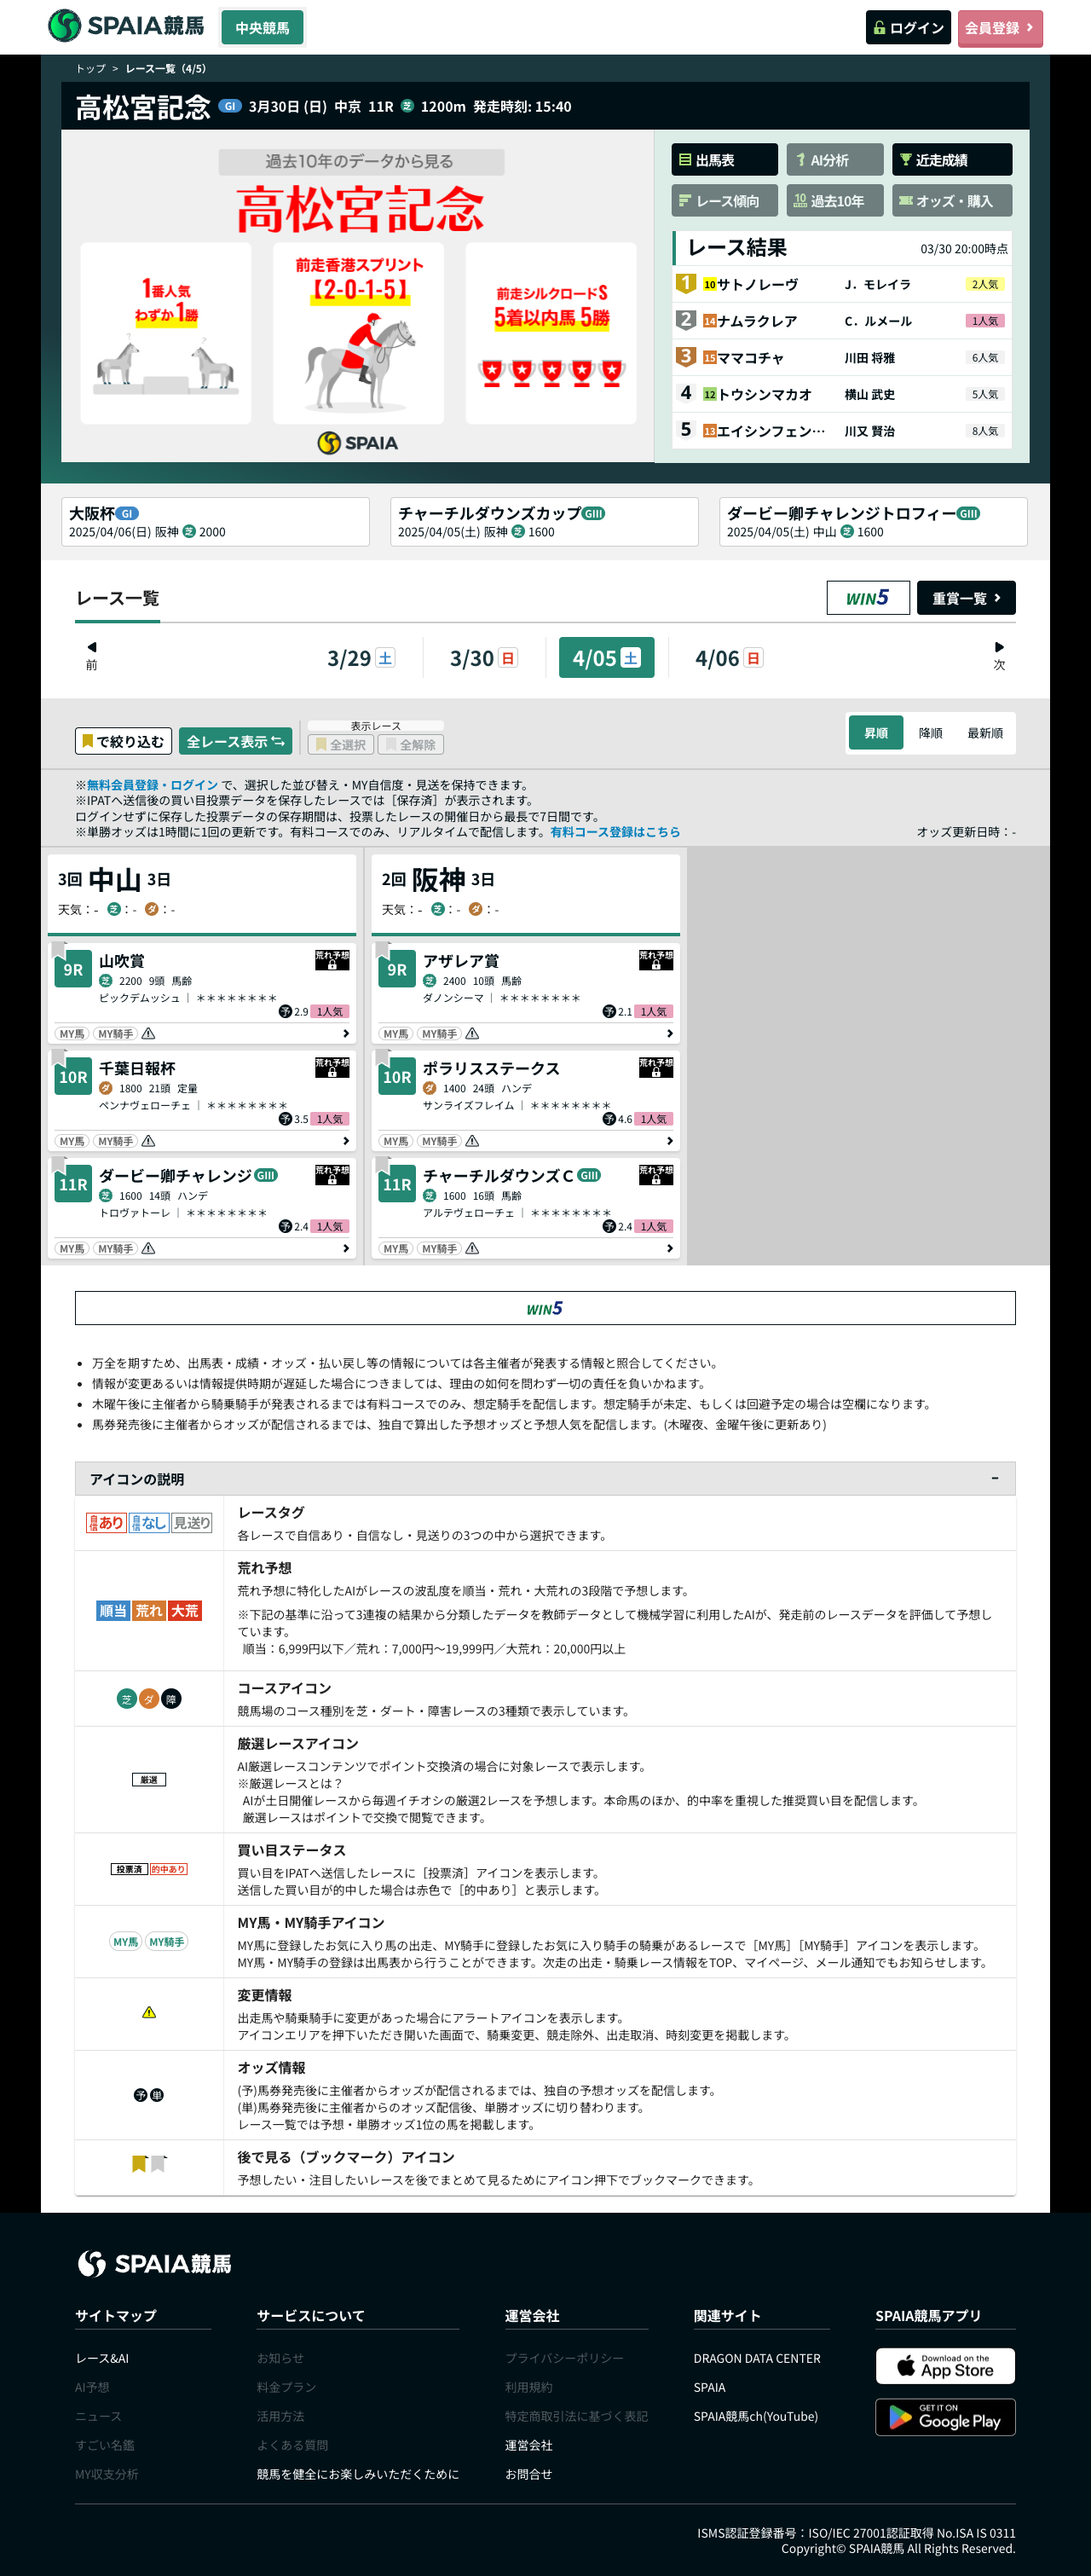 SPAIA競馬
中央競馬
ログイン
会員登録
トップ > レース一覧（4/5）
高松宮記念 GI 3月30日 (日) 中京 11R 芝 1200m 発走時刻: 15:40
過去10年のデータから見る
高松宮記念
1番人気
わずか1勝
前走香港スプリント
【2-0-1-5】
前走シルクロードS
5着以内馬 5勝
SPAIA
出馬表
AI分析
近走成績
レース傾向
過去10年
オッズ・購入
レース結果 03/30 20:00時点
1 10 サトノレーヴ J. モレイラ 2人気
2 14 ナムラクレア C. ルメール 1人気
3 15 ママコチャ 川田 将雅 6人気
4 12 トウシンマカオ 横山 武史 5人気
5 13 エイシンフェン… 川又 賢治 8人気
大阪杯 GI
2025/04/06(日) 阪神 芝 2000
チャーチルダウンズカップ GIII
2025/04/05(土) 阪神 芝 1600
ダービー卿チャレンジトロフィー GIII
2025/04/05(土) 中山 芝 1600
レース一覧
WIN5
重賞一覧
前
3/29 土
3/30 日
4/05 土
4/06 日
次
で絞り込む
全レース表示
表示レース
全選択
全解除
昇順
降順
最新順
※無料会員登録・ログイン で、選択した並び替え・MY自信度・見送を保持できます。
※IPATへ送信後の買い目投票データを保存したレースでは［保存済］が表示されます。
ログインせずに保存した投票データの保存期間は、投票したレースの開催日から最長で7日間です。
※単勝オッズは1時間に1回の更新です。有料コースでのみ、リアルタイムで配信します。有料コース登録はこちら
オッズ更新日時：-
3回 中山 3日
天気：- 芝：- ダ：-
9R 山吹賞 荒れ予想
芝 2200 9頭 馬齢
ピックデムッシュ | ＊＊＊＊＊＊＊＊
予 2.9 1人気
MY馬 MY騎手
10R 千葉日報杯 荒れ予想
ダ 1800 21頭 定量
ペンナヴェローチェ | ＊＊＊＊＊＊＊＊
予 3.5 1人気
MY馬 MY騎手
11R ダービー卿チャレンジ GIII 荒れ予想
芝 1600 14頭 ハンデ
トロヴァトーレ | ＊＊＊＊＊＊＊＊
予 2.4 1人気
MY馬 MY騎手
2回 阪神 3日
天気：- 芝：- ダ：-
9R アザレア賞 荒れ予想
芝 2400 10頭 馬齢
ダノンシーマ | ＊＊＊＊＊＊＊＊
予 2.1 1人気
MY馬 MY騎手
10R ポラリスステークス 荒れ予想
ダ 1400 24頭 ハンデ
サンライズフレイム | ＊＊＊＊＊＊＊＊
予 4.6 1人気
MY馬 MY騎手
11R チャーチルダウンズＣ GIII 荒れ予想
芝 1600 16頭 馬齢
アルテヴェローチェ | ＊＊＊＊＊＊＊＊
予 2.4 1人気
MY馬 MY騎手
WIN5
• 万全を期すため、出馬表・成績・オッズ・払い戻し等の情報については各主催者が発表する情報と照合してください。
• 情報が変更あるいは情報提供時期が遅延した場合につきましては、理由の如何を問わず一切の責任を負いかねます。
• 木曜午後に主催者から騎乗騎手が発表されるまでは有料コースでのみ、想定騎手を配信します。想定騎手が未定、もしくは回避予定の場合は空欄になります。
• 馬券発売後に主催者からオッズが配信されるまでは、独自で算出した予想オッズと予想人気を配信します。(木曜夜、金曜午後に更新あり)
アイコンの説明 −
自信あり 自信なし 見送り
レースタグ
各レースで自信あり・自信なし・見送りの3つの中から選択できます。
順当 荒れ 大荒
荒れ予想
荒れ予想に特化したAIがレースの波乱度を順当・荒れ・大荒れの3段階で予想します。
※下記の基準に沿って3連複の結果から分類したデータを教師データとして機械学習に利用したAIが、発走前のレースデータを評価して予想し
ています。
順当：6,999円以下／荒れ：7,000円〜19,999円／大荒れ：20,000円以上
芝 ダ 障
コースアイコン
競馬場のコース種別を芝・ダート・障害レースの3種類で表示しています。
厳選
厳選レースアイコン
AI厳選レースコンテンツでポイント交換済の場合に対象レースで表示します。
※厳選レースとは？
AIが土日開催レースから毎週イチオシの厳選2レースを予想します。本命馬のほか、的中率を重視した推奨買い目を配信します。
厳選レースはポイントで交換で閲覧できます。
投票済 的中あり
買い目ステータス
買い目をIPATへ送信したレースに［投票済］アイコンを表示します。
送信した買い目が的中した場合は赤色で［的中あり］と表示します。
MY馬 MY騎手
MY馬・MY騎手アイコン
MY馬に登録したお気に入り馬の出走、MY騎手に登録したお気に入り騎手の騎乗があるレースで［MY馬］［MY騎手］アイコンを表示します。
MY馬・MY騎手の登録は出馬表から行うことができます。次走の出走・騎乗レース情報をTOP、マイページ、メール通知でもお知らせします。
変更情報
出走馬や騎乗騎手に変更があった場合にアラートアイコンを表示します。
アイコンエリアを押下いただき開いた画面で、騎乗変更、競走除外、出走取消、時刻変更を掲載します。
予 単
オッズ情報
(予)馬券発売後に主催者からオッズが配信されるまでは、独自の予想オッズを配信します。
(単)馬券発売後に主催者からのオッズ配信後、単勝オッズに切り替わります。
レース一覧では予想・単勝オッズ1位の馬を掲載します。
後で見る（ブックマーク）アイコン
予想したい・注目したいレースを後でまとめて見るためにアイコン押下でブックマークできます。
SPAIA競馬
サイトマップ
レース&AI
AI予想
ニュース
すごい名鑑
MY収支分析
サービスについて
お知らせ
料金プラン
活用方法
よくある質問
競馬を健全にお楽しみいただくために
運営会社
プライバシーポリシー
利用規約
特定商取引法に基づく表記
運営会社
お問合せ
関連サイト
DRAGON DATA CENTER
SPAIA
SPAIA競馬ch(YouTube)
SPAIA競馬アプリ
Download on the
App Store
GET IT ON
Google Play
ISMS認証登録番号：ISO/IEC 27001認証取得 No.ISA IS 0311
Copyright© SPAIA競馬 All Rights Reserved.